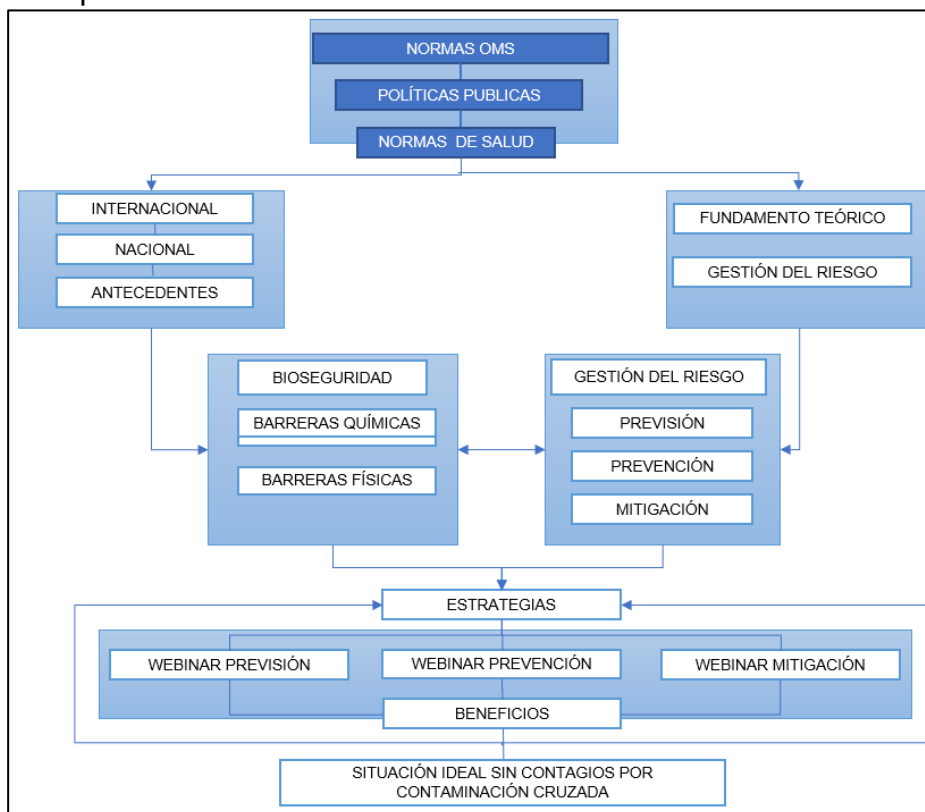 NORMAS OMS
POLÍTICAS PUBLICAS
NORMAS DE SALUD
INTERNACIONAL
NACIONAL
ANTECEDENTES
FUNDAMENTO TEÓRICO
GESTIÓN DEL RIESGO
BIOSEGURIDAD
BARRERAS QUÍMICAS
BARRERAS FÍSICAS
GESTIÓN DEL RIESGO
PREVISIÓN
PREVENCIÓN
MITIGACIÓN
ESTRATEGIAS
WEBINAR PREVISIÓN
WEBINAR PREVENCIÓN
WEBINAR MITIGACIÓN
BENEFICIOS
SITUACIÓN IDEAL SIN CONTAGIOS POR
CONTAMINACIÓN CRUZADA